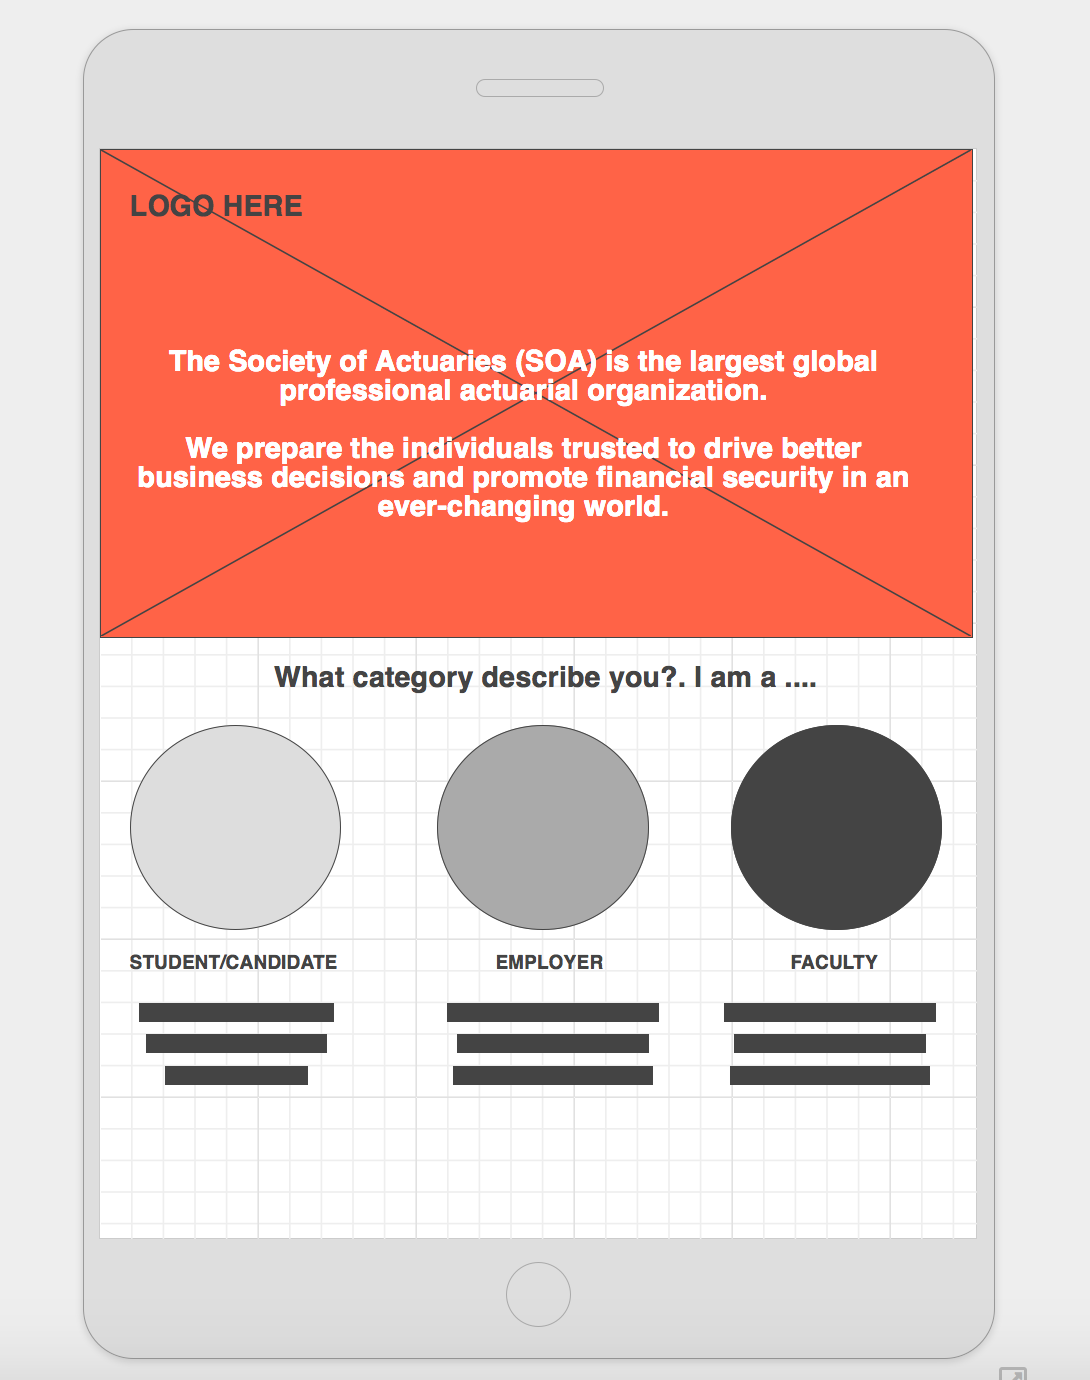 LOGO HERE
The Society of Actuaries (SOA) is the largest global
professional actuarial organization.
We prepare the individuals trusted to drive better
business decisions and promote financial security in an
ever-changing world.
What category describe you?. I am a ....
STUDENT/CANDIDATE
EMPLOYER
FACULTY